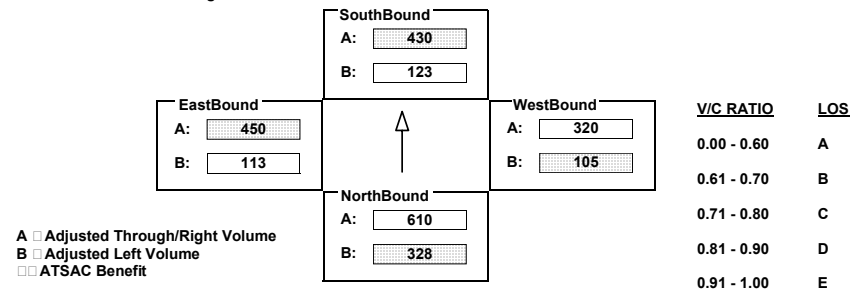 SouthBound
A: 430
B: 123
EastBound
A: 450
B: 113
WestBound
A: 320
B: 105
NorthBound
A: 610
B: 328
A □ Adjusted Through/Right Volume
B □ Adjusted Left Volume
□□ ATSAC Benefit
V/C RATIO LOS
0.00 - 0.60 A
0.61 - 0.70 B
0.71 - 0.80 C
0.81 - 0.90 D
0.91 - 1.00 E